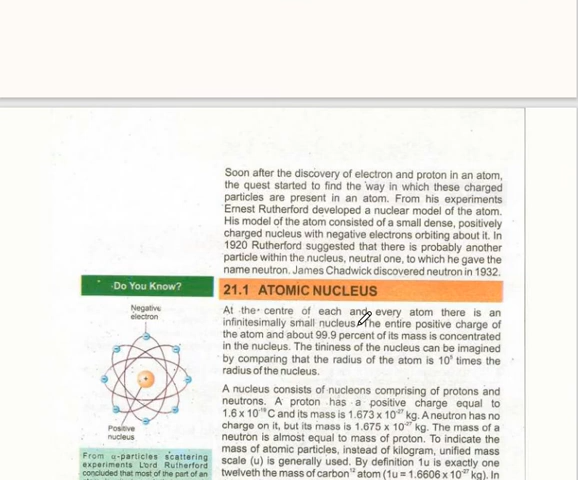 Soon after the discovery of electron and proton in an atom,
the quest started to find the way in which these charged
particles are present in an atom. From his experiments
Ernest Rutherford developed a nuclear model of the atom.
His model of the atom consisted of a small dense, positively
charged nucleus with negative electrons orbiting about it. In
1920 Rutherford suggested that there is probably another
particle within the nucleus, neutral one, to which he gave the
name neutron. James Chadwick discovered neutron in 1932.
Do You Know?
Negative
electron
Positive
nucleus
From α-particles scattering
experiments Lord Rutherford
concluded that most of the part of an
21.1 ATOMIC NUCLEUS
At the centre of each and every atom there is an
infinitesimally small nucleus. The entire positive charge of
the atom and about 99.9 percent of its mass is concentrated
in the nucleus. The tininess of the nucleus can be imagined
by comparing that the radius of the atom is 10⁵ times the
radius of the nucleus.
A nucleus consists of nucleons comprising of protons and
neutrons. A proton has a positive charge equal to
1.6 x 10⁻¹⁹ C and its mass is 1.673 x 10⁻²⁷ kg. A neutron has no
charge on it, but its mass is 1.675 x 10⁻²⁷ kg. The mass of a
neutron is almost equal to mass of proton. To indicate the
mass of atomic particles, instead of kilogram, unified mass
scale (u) is generally used. By definition 1u is exactly one
twelveth the mass of carbon¹² atom (1u = 1.6606 x 10⁻²⁷ kg). In